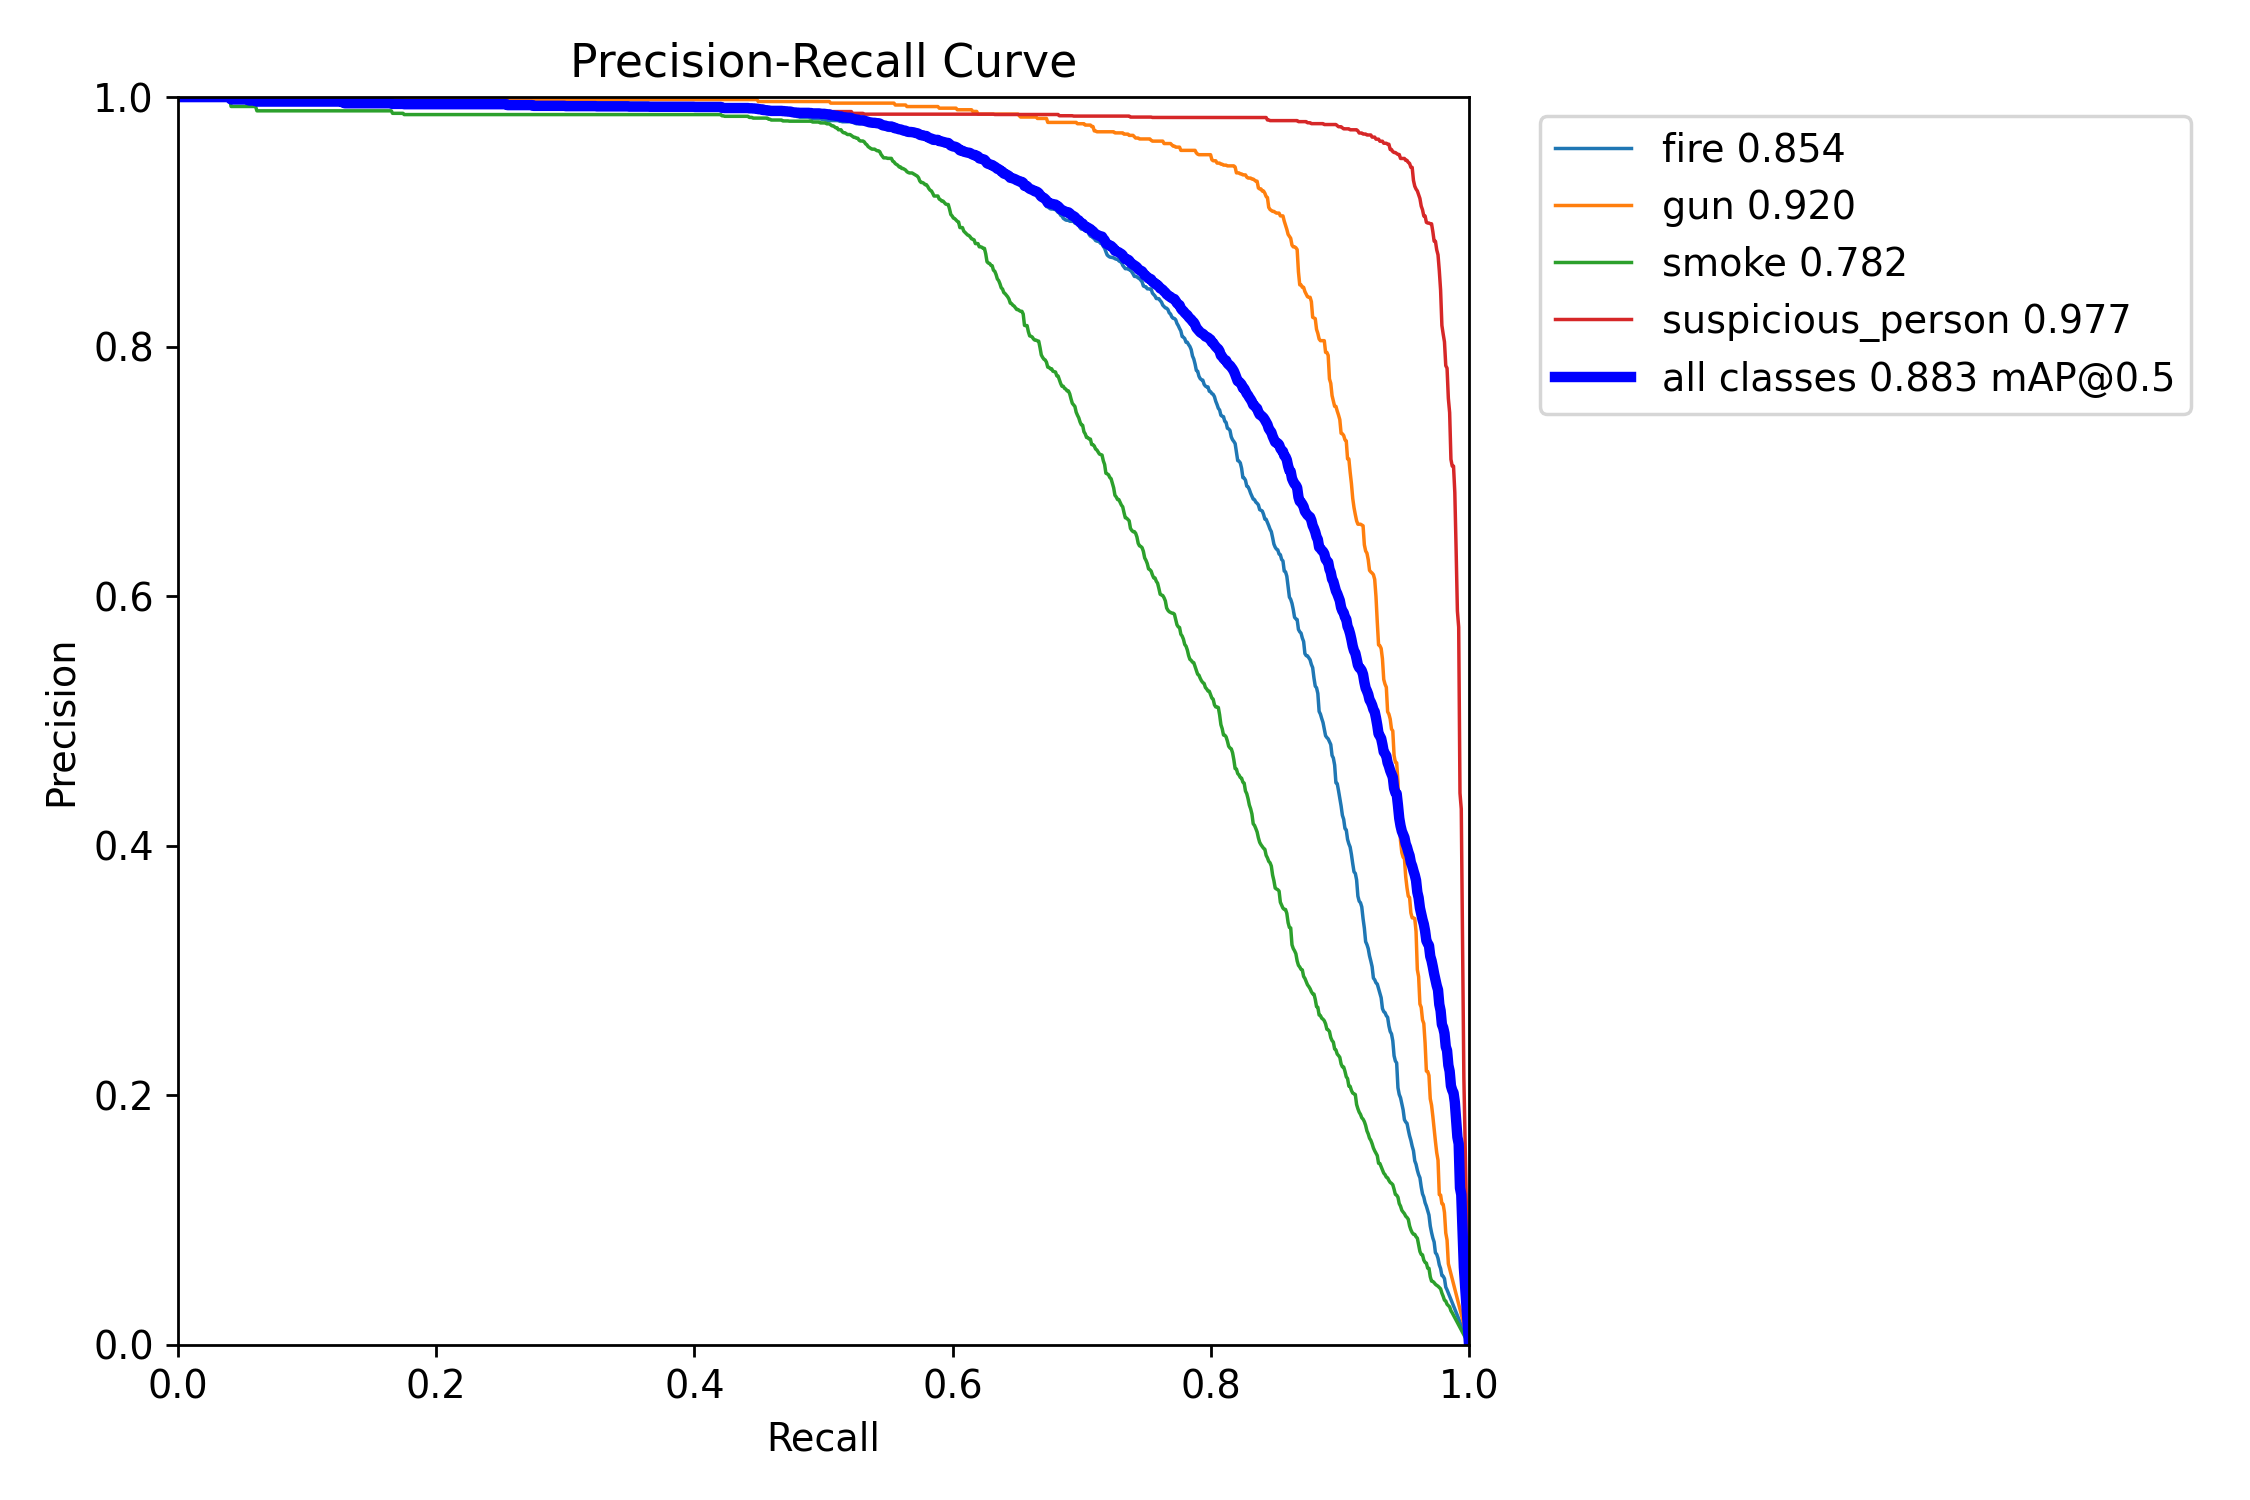 Precision-Recall Curve
1.0
0.8
0.6
0.4
0.2
0.0
Precision
0.0 0.2 0.4 0.6 0.8 1.0
Recall
fire 0.854
gun 0.920
smoke 0.782
suspicious_person 0.977
all classes 0.883 mAP@0.5